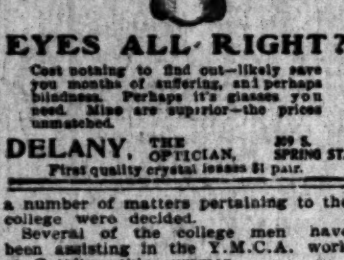 EYES ALL RIGHT?
Cost nothing to find out—likely save
you months of suffering, and perhaps
blindness. Perhaps it's glasses you
need. Mine are superior—the prices
unmatched.
DELANY, THE OPTICIAN, 309 S. SPRING ST.
First quality crystal lenses $1 pair.
a number of matters pertaining to the
college were decided.
Several of the college men have
been assisting in the Y.M.C.A. work